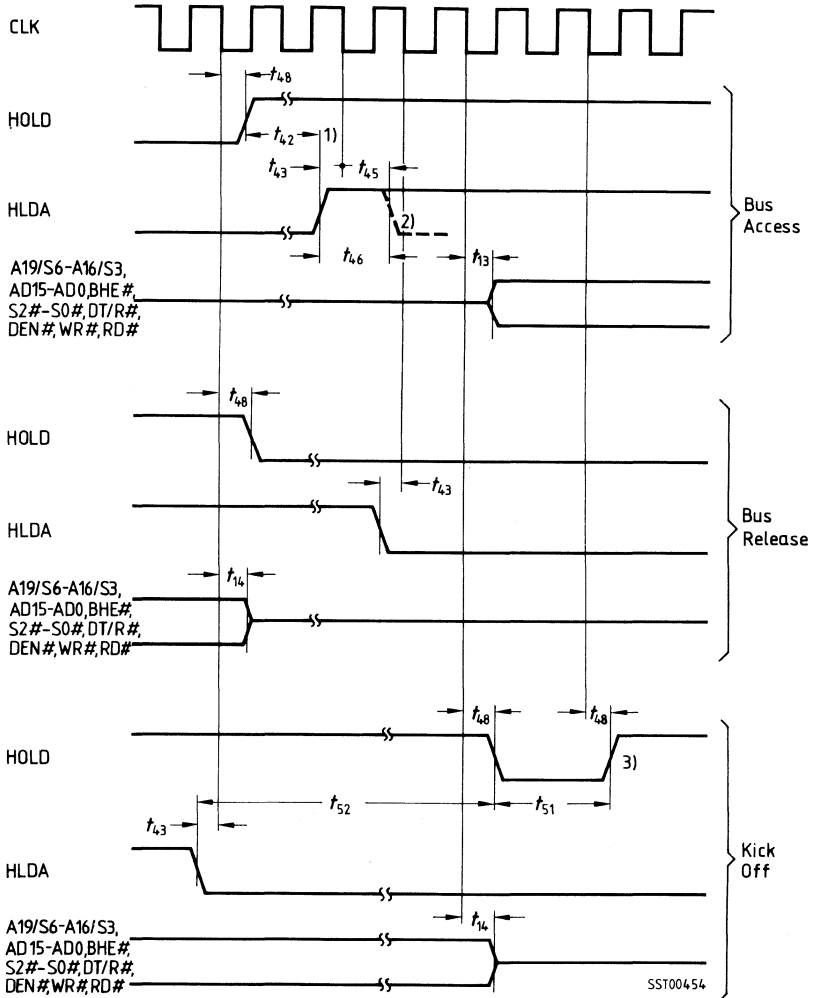 CLK
t48
HOLD
t42 1)
t43 t45
HLDA
2)
Bus
Access
t46
t13
A19/S6-A16/S3,
AD15-AD0,BHE#,
S2#-S0#,DT/R#,
DEN#,WR#,RD#
t48
HOLD
t43
HLDA
Bus
Release
t14
A19/S6-A16/S3,
AD15-AD0,BHE#,
S2#-S0#,DT/R#,
DEN#,WR#,RD#
t48 t48
HOLD
3)
t52 t51
t43
HLDA
Kick
Off
t14
A19/S6-A16/S3,
AD15-AD0,BHE#,
S2#-S0#,DT/R#,
DEN#,WR#,RD#
SST00454